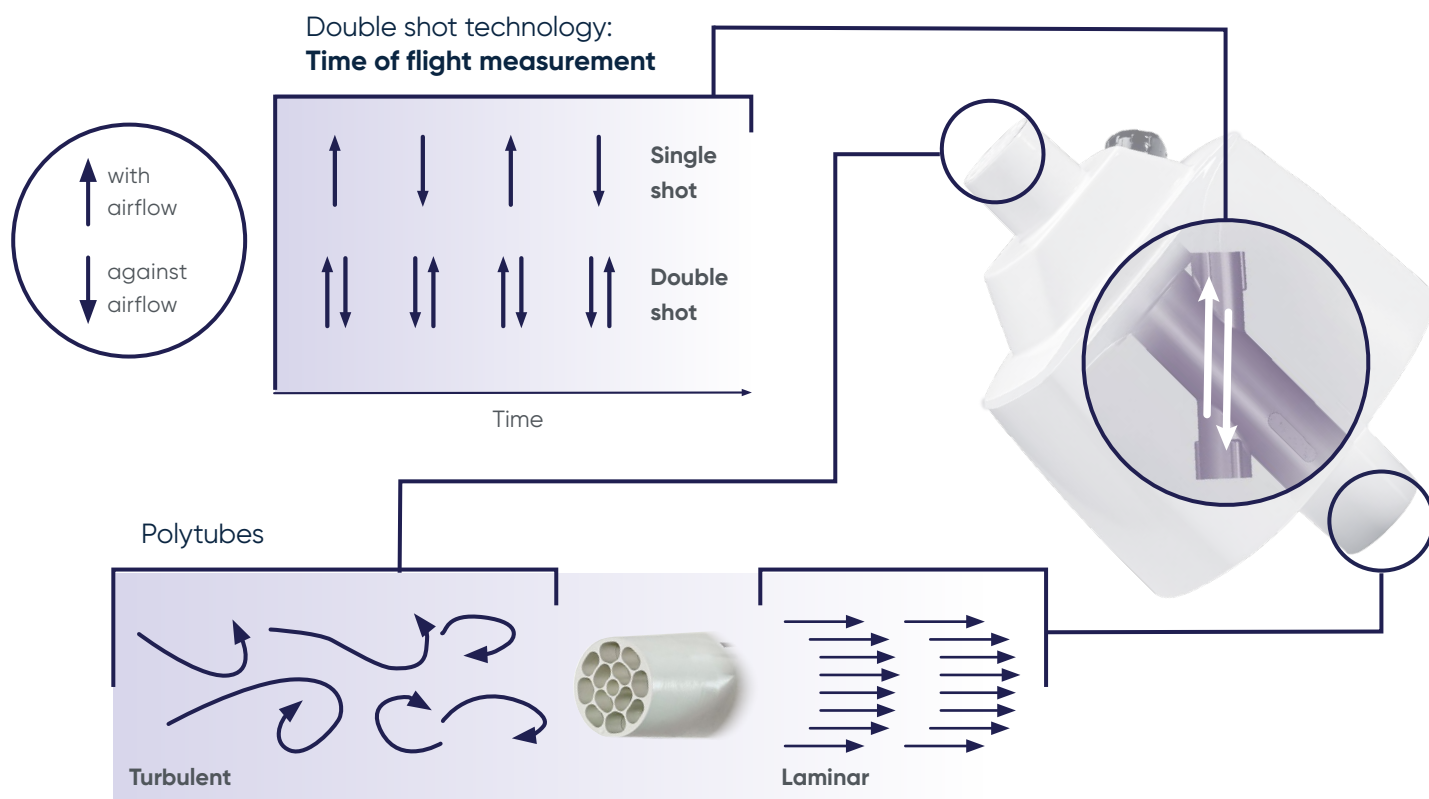 Double shot technology:
Time of flight measurement
with
airflow
against
airflow
Single
shot
Double
shot
Time
Polytubes
Turbulent
Laminar